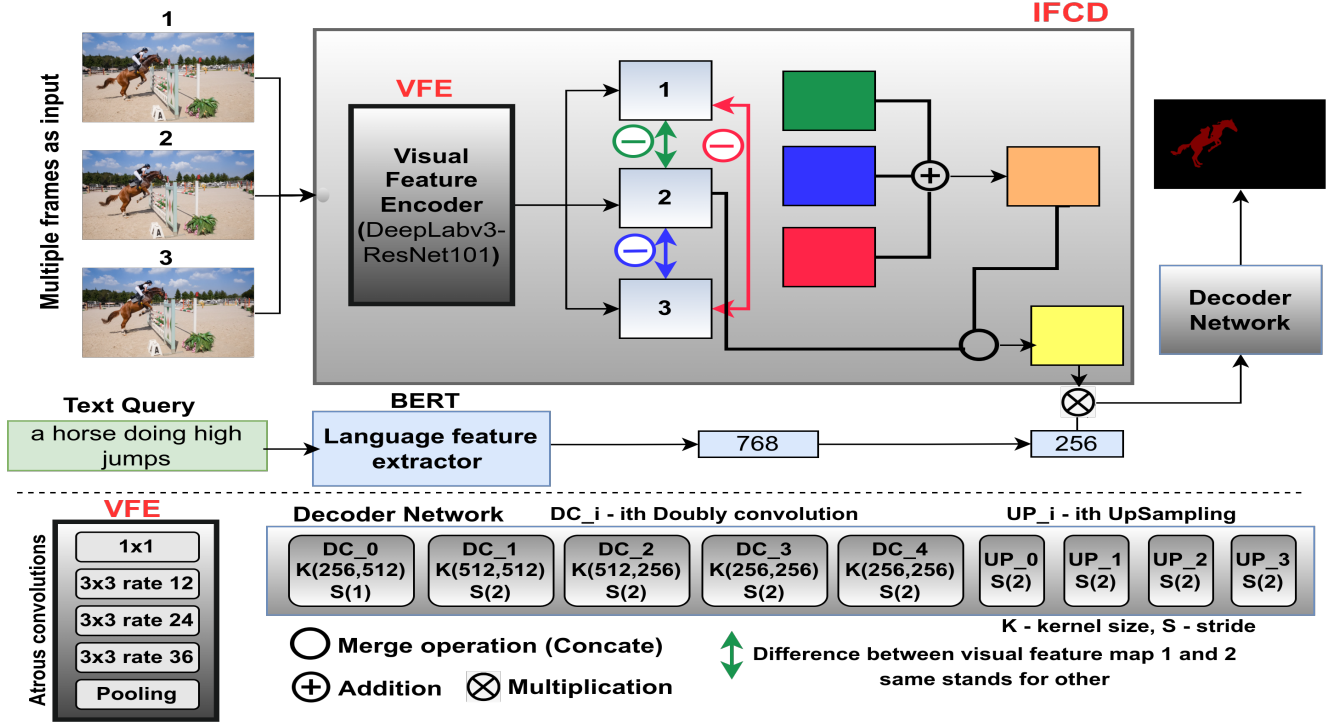 1
IFCD
Multiple frames as input
VFE
Visual
Feature
Encoder
(DeepLabv3-
ResNet101)
1
2
2
3
3
Decoder
Network
Text Query
a horse doing high
jumps
BERT
Language feature
extractor
768
256
VFE
Atrous convolutions
1x1
3x3 rate 12
3x3 rate 24
3x3 rate 36
Pooling
Decoder Network
DC_i - ith Doubly convolution
UP_i - ith UpSampling
DC_0
K(256,512)
S(1)
DC_1
K(512,512)
S(2)
DC_2
K(512,256)
S(2)
DC_3
K(256,256)
S(2)
DC_4
K(256,256)
S(2)
UP_0
S(2)
UP_1
S(2)
UP_2
S(2)
UP_3
S(2)
K - kernel size, S - stride
Merge operation (Concate)
Addition
Multiplication
Difference between visual feature map 1 and 2
same stands for other